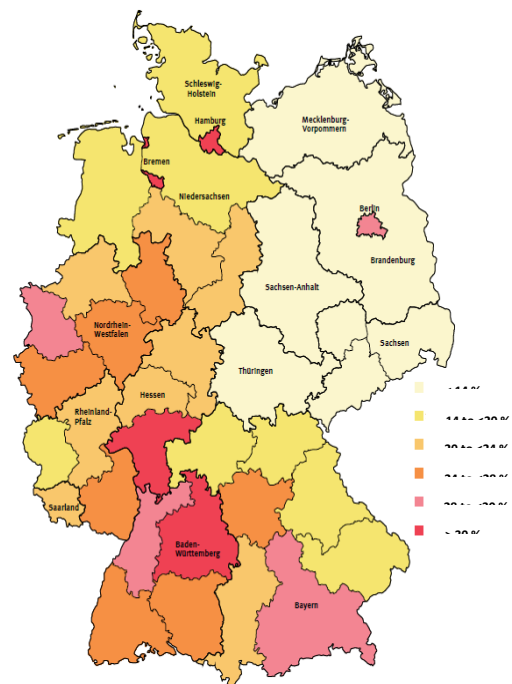 Schleswig-
Holstein
Hamburg
Mecklenburg-
Vorpommern
Bremen
Niedersachsen
Berlin
Brandenburg
Sachsen-Anhalt
Nordrhein-
Westfalen
Sachsen
Thüringen
Hessen
Rheinland-
Pfalz
Saarland
Baden-
Württemberg
Bayern